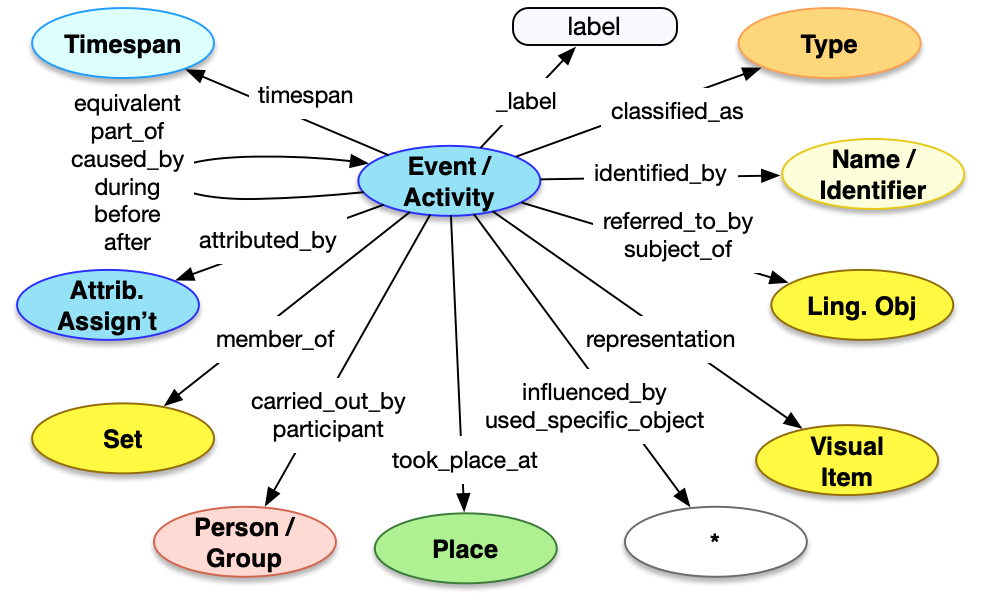 Timespan
label
Type
timespan
_label
classified_as
equivalent
part_of
caused_by
during
before
after
Event /
Activity
identified_by
Name /
Identifier
attributed_by
referred_to_by
subject_of
Attrib.
Assign't
Ling. Obj
member_of
representation
carried_out_by
participant
influenced_by
used_specific_object
took_place_at
Set
Visual
Item
Person /
Group
Place
*